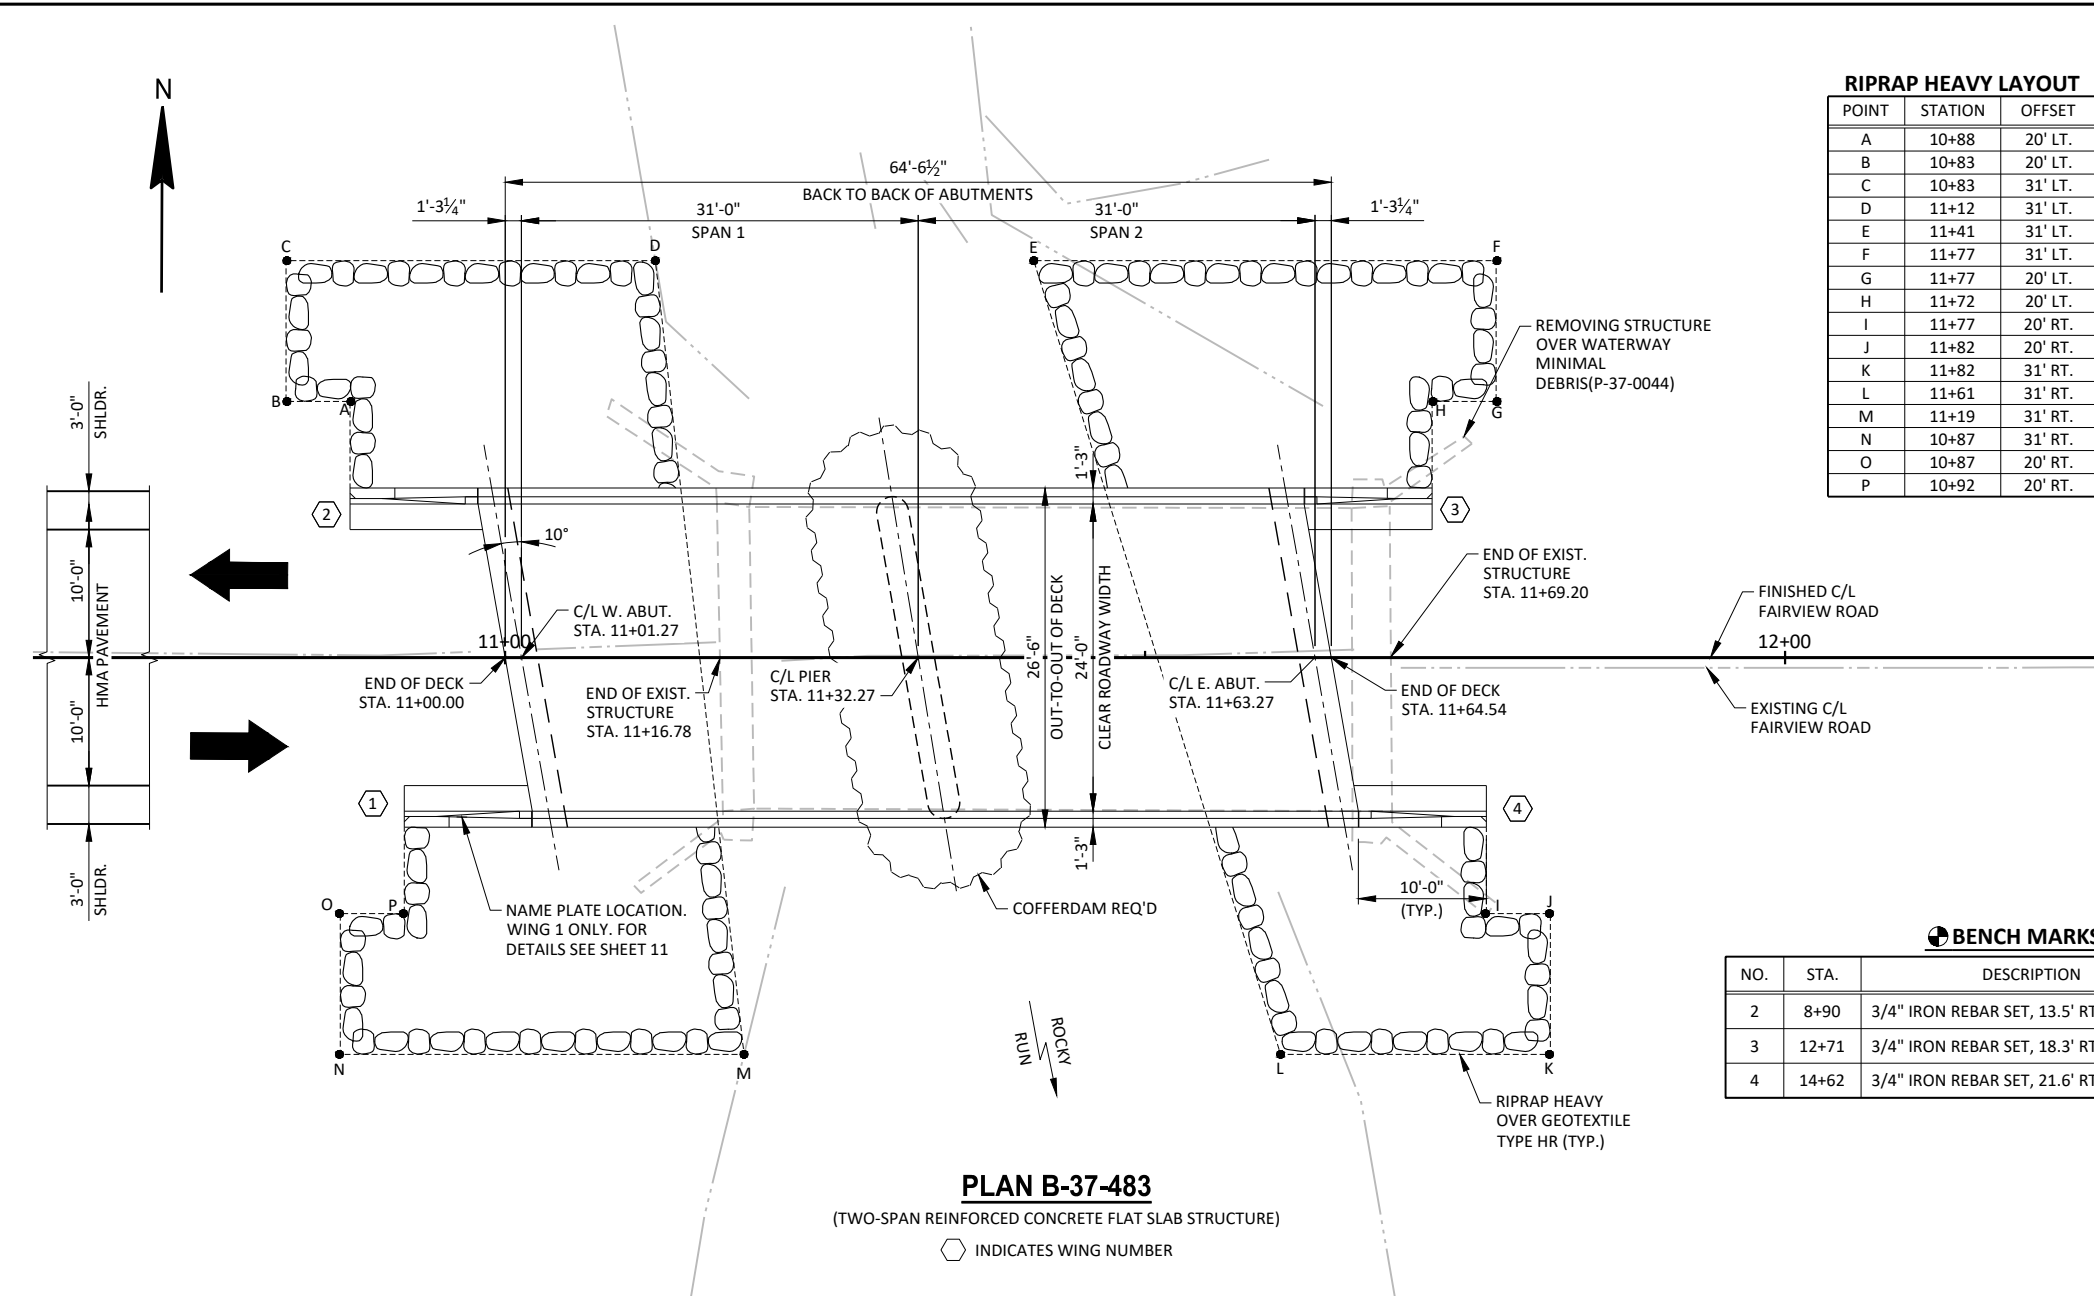 N
64'-6½"
BACK TO BACK OF ABUTMENTS
1'-3¼"
31'-0"
SPAN 1
31'-0"
SPAN 2
1'-3¼"
RIPRAP HEAVY LAYOUT
POINT STATION OFFSET
A 10+88 20' LT.
B 10+83 20' LT.
C 10+83 31' LT.
D 11+12 31' LT.
E 11+41 31' LT.
F 11+77 31' LT.
G 11+77 20' LT.
H 11+72 20' LT.
I 11+77 20' RT.
J 11+82 20' RT.
K 11+82 31' RT.
L 11+61 31' RT.
M 11+19 31' RT.
N 10+87 31' RT.
O 10+87 20' RT.
P 10+92 20' RT.
C
D
E
F
B
A
H
G
REMOVING STRUCTURE
OVER WATERWAY
MINIMAL
DEBRIS(P-37-0044)
3'-0"
SHLDR.
10'-0"
HMA PAVEMENT
10'-0"
3'-0"
SHLDR.
2
3
10°
1'-3"
26'-6"
OUT-TO-OUT OF DECK
24'-0"
CLEAR ROADWAY WIDTH
1'-3"
END OF EXIST.
STRUCTURE
STA. 11+69.20
FINISHED C/L
FAIRVIEW ROAD
C/L W. ABUT.
STA. 11+01.27
11+00
12+00
END OF DECK
STA. 11+00.00
END OF EXIST.
STRUCTURE
STA. 11+16.78
C/L PIER
STA. 11+32.27
C/L E. ABUT.
STA. 11+63.27
END OF DECK
STA. 11+64.54
EXISTING C/L
FAIRVIEW ROAD
1
4
10'-0"
(TYP.)
O
P
I
J
NAME PLATE LOCATION.
WING 1 ONLY. FOR
DETAILS SEE SHEET 11
COFFERDAM REQ'D
ROCKY
RUN
N
M
L
K
RIPRAP HEAVY
OVER GEOTEXTILE
TYPE HR (TYP.)
BENCH MARKS
NO. STA. DESCRIPTION
2 8+90 3/4" IRON REBAR SET, 13.5' RT
3 12+71 3/4" IRON REBAR SET, 18.3' RT
4 14+62 3/4" IRON REBAR SET, 21.6' RT
PLAN B-37-483
(TWO-SPAN REINFORCED CONCRETE FLAT SLAB STRUCTURE)
INDICATES WING NUMBER